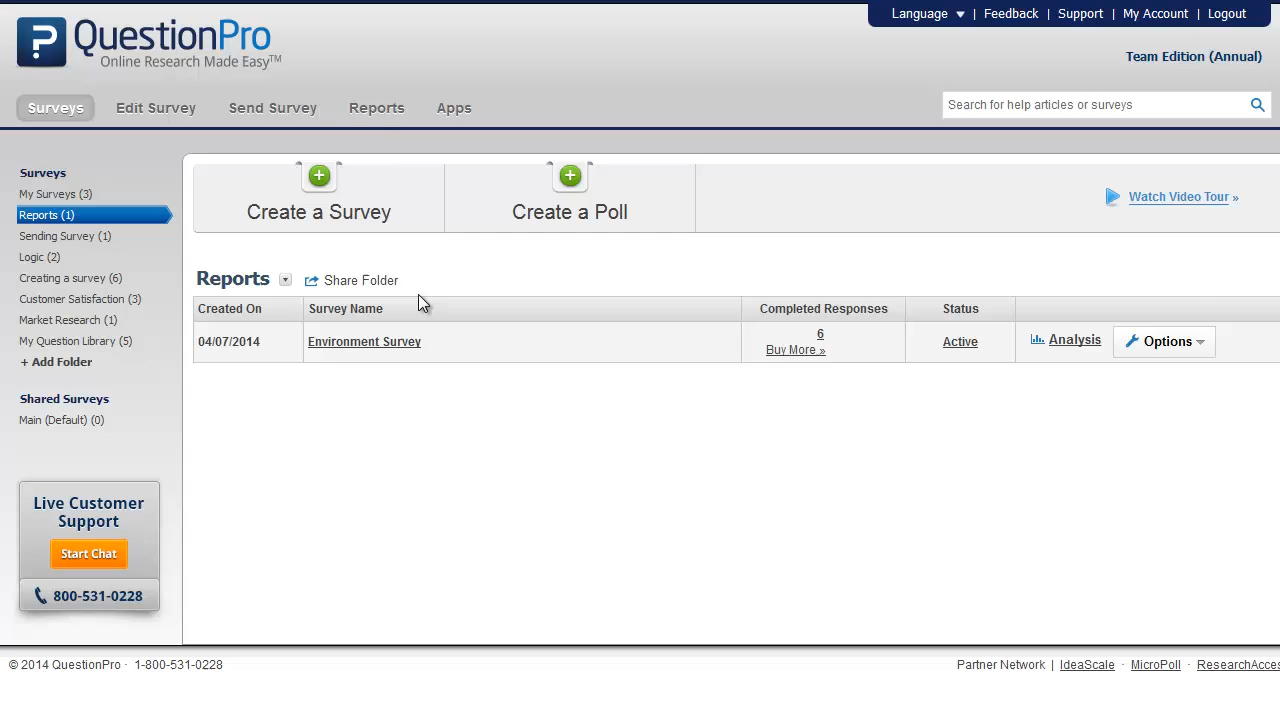 Language | Feedback | Support | My Account | Logout
QuestionPro
Online Research Made Easy™
Team Edition (Annual)
Surveys Edit Survey Send Survey Reports Apps
Search for help articles or surveys
Surveys
My Surveys (3)
Reports (1)
Sending Survey (1)
Logic (2)
Creating a survey (6)
Customer Satisfaction (3)
Market Research (1)
My Question Library (5)
+ Add Folder
Shared Surveys
Main (Default) (0)
Live Customer
Support
Start Chat
800-531-0228
Create a Survey
Create a Poll
Watch Video Tour »
Reports Share Folder
Created On Survey Name Completed Responses Status
04/07/2014 Environment Survey 6 Active Analysis Options
Buy More »
© 2014 QuestionPro · 1-800-531-0228
Partner Network | IdeaScale · MicroPoll · ResearchAcces